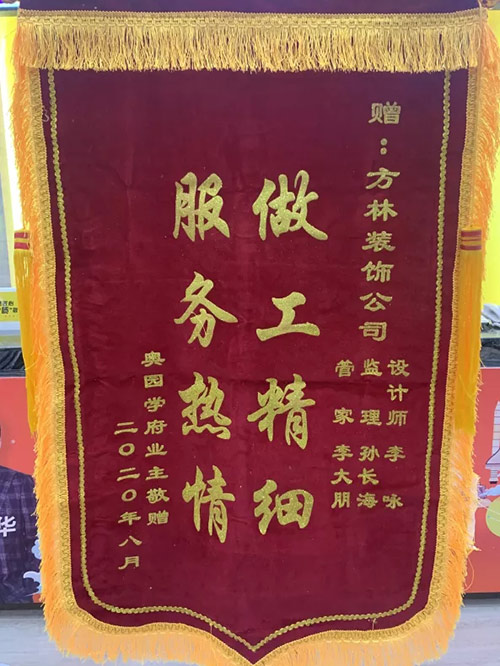 赠：方林装饰公司
设计师 李咏
监理 孙长海
管家 李大朋
做工精细
服务热情
奥园学府业主敬赠
二〇二〇年八月
华